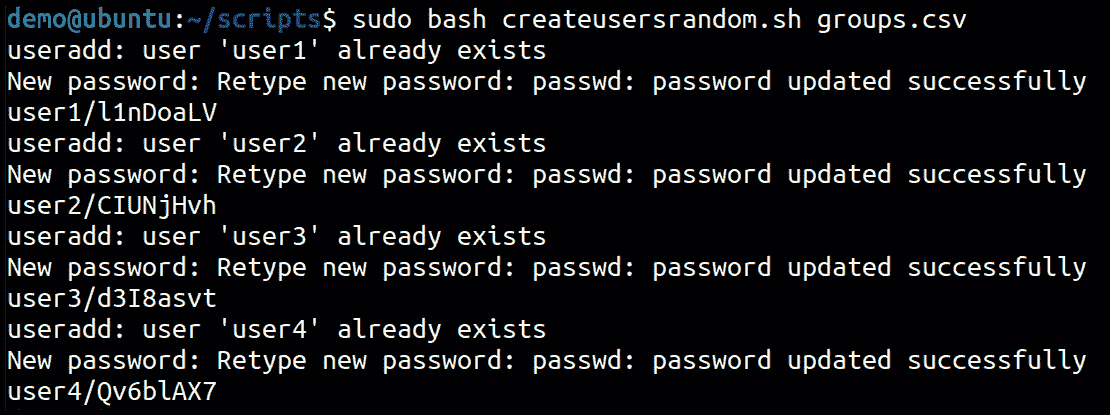 demo@ubuntu:~/scripts$ sudo bash createusersrandom.sh groups.csv
useradd: user 'user1' already exists
New password: Retype new password: passwd: password updated successfully
user1/l1nDoaLV
useradd: user 'user2' already exists
New password: Retype new password: passwd: password updated successfully
user2/CIUNjHvh
useradd: user 'user3' already exists
New password: Retype new password: passwd: password updated successfully
user3/d3I8asvt
useradd: user 'user4' already exists
New password: Retype new password: passwd: password updated successfully
user4/Qv6blAX7